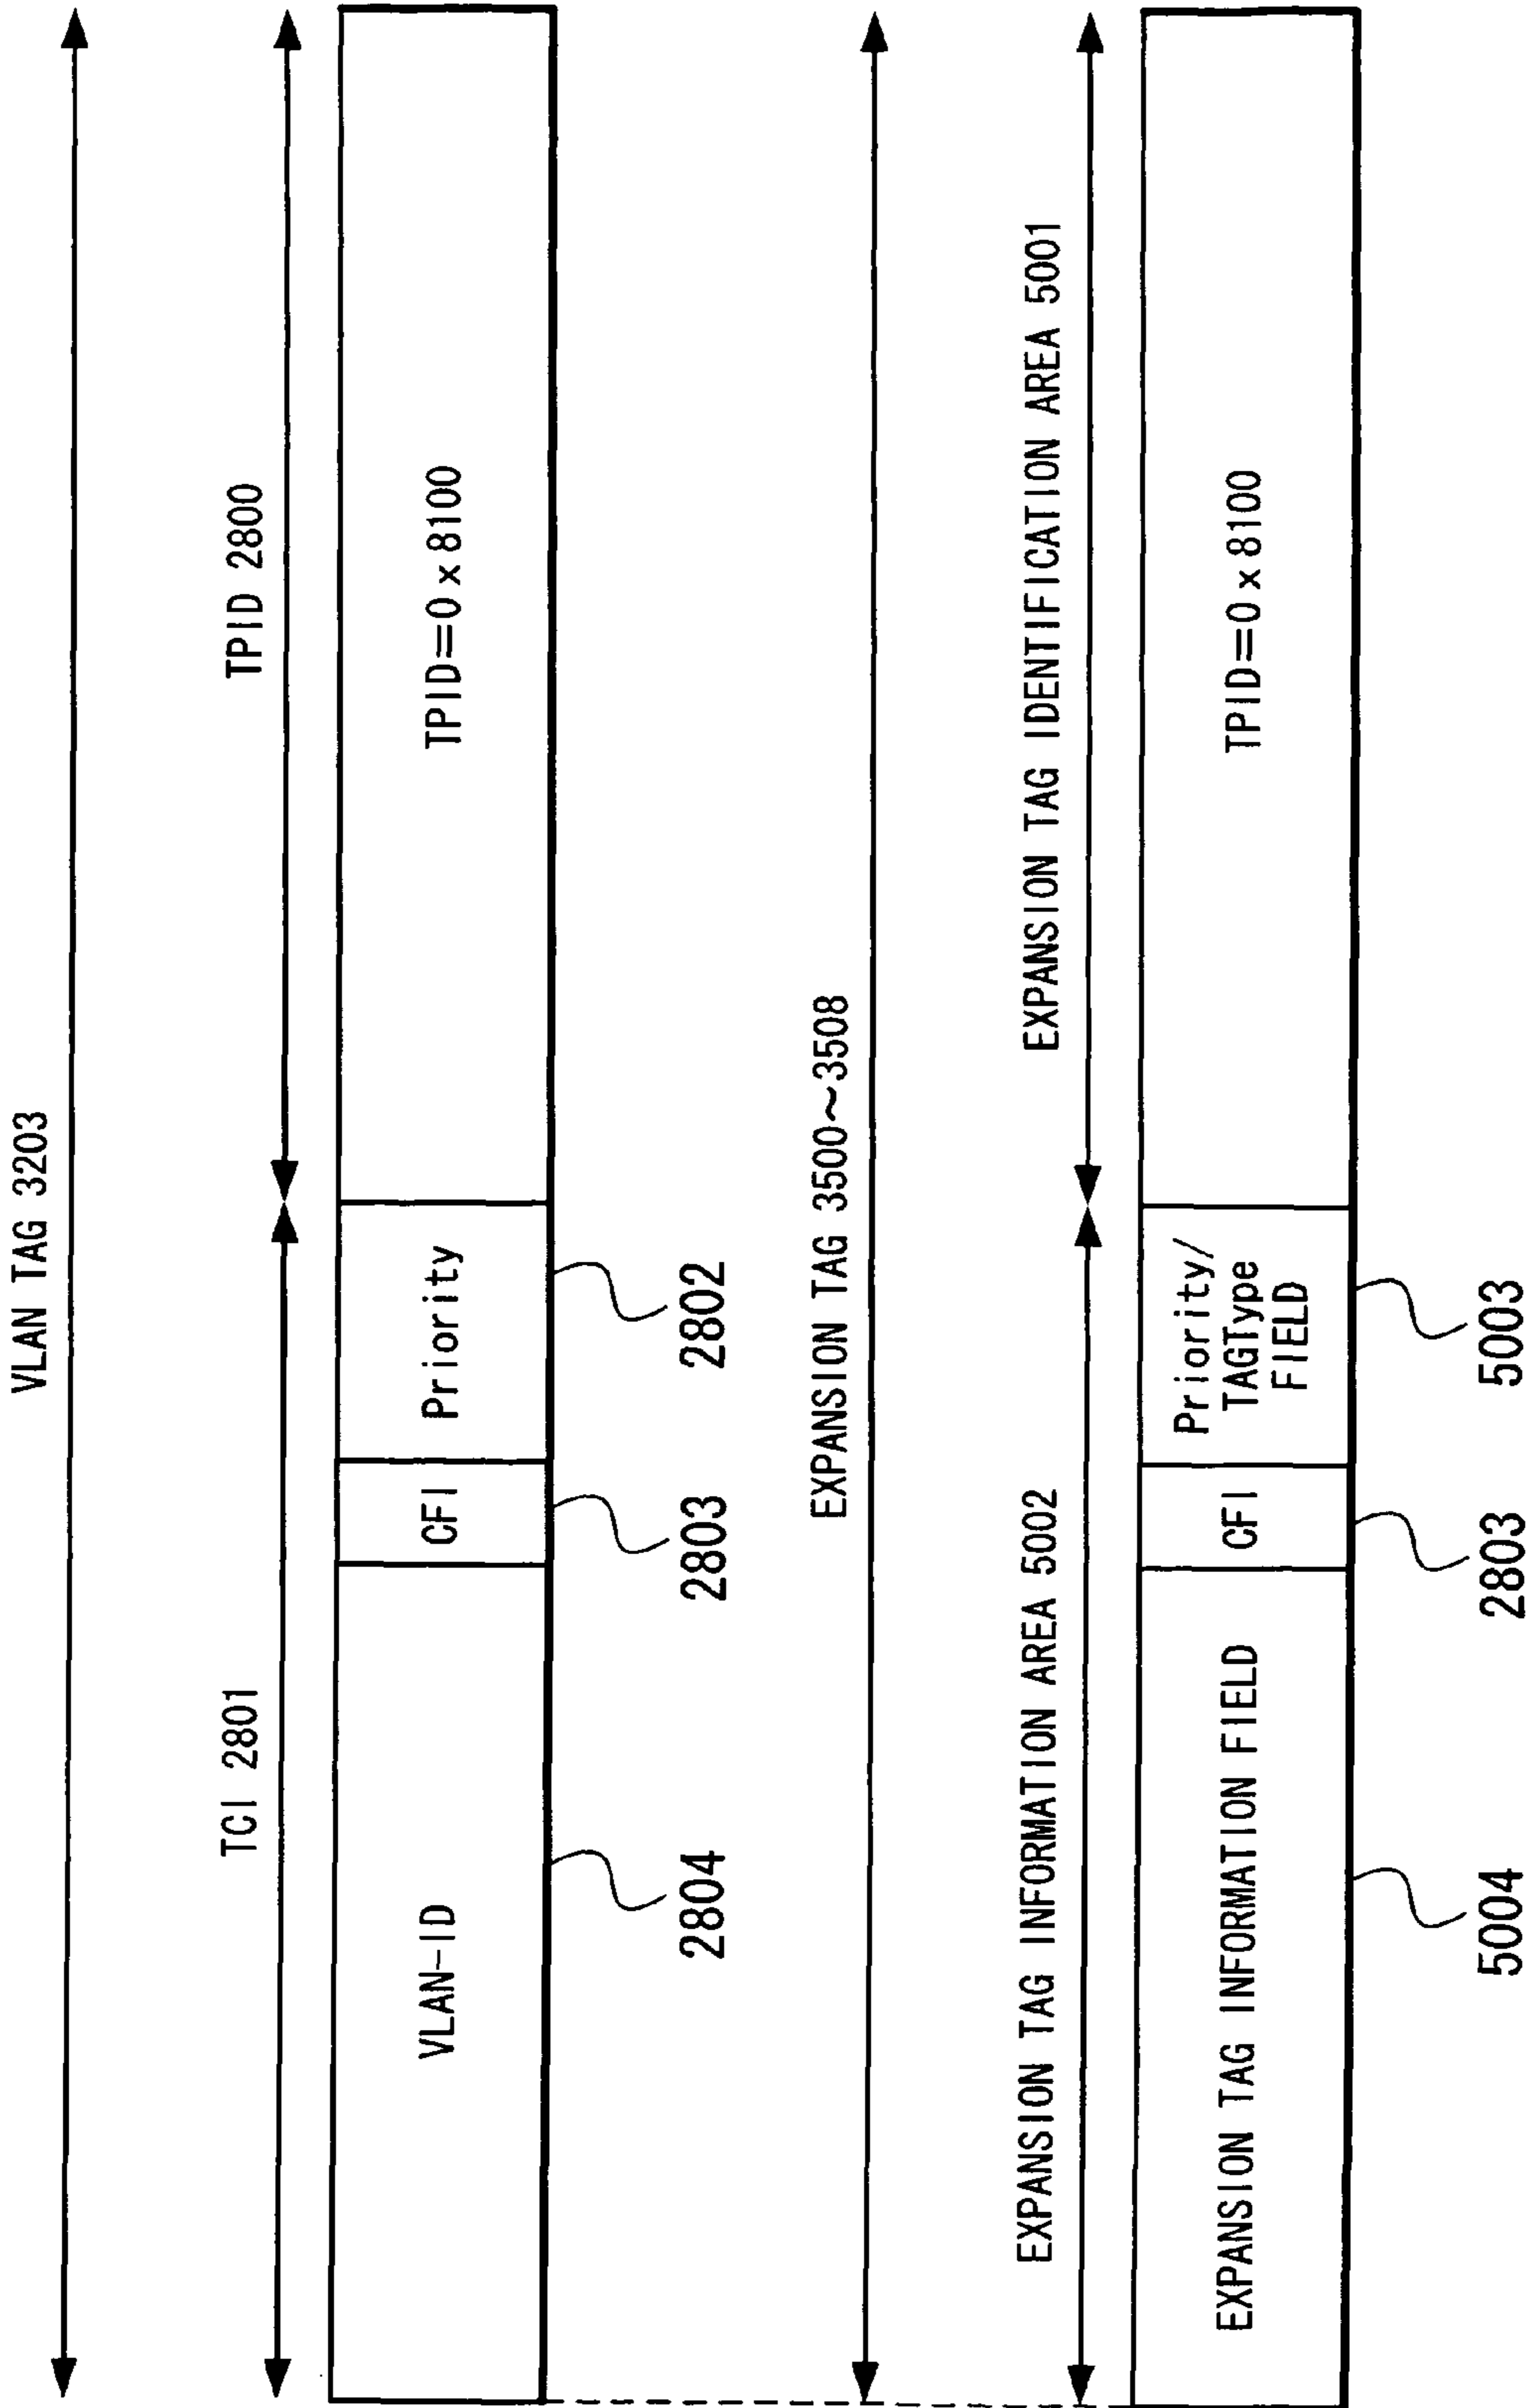 VLAN TAG 3203
TCI 2801
TPID 2800
VLAN-ID
CFI
Priority
TPID=0×8100
2804
2803
2802
EXPANSION TAG 3500~3508
EXPANSION TAG INFORMATION AREA 5002
EXPANSION TAG IDENTIFICATION AREA 5001
EXPANSION TAG INFORMATION FIELD
CFI
Priority/
TAGType
FIELD
TPID=0×8100
5004
2803
5003